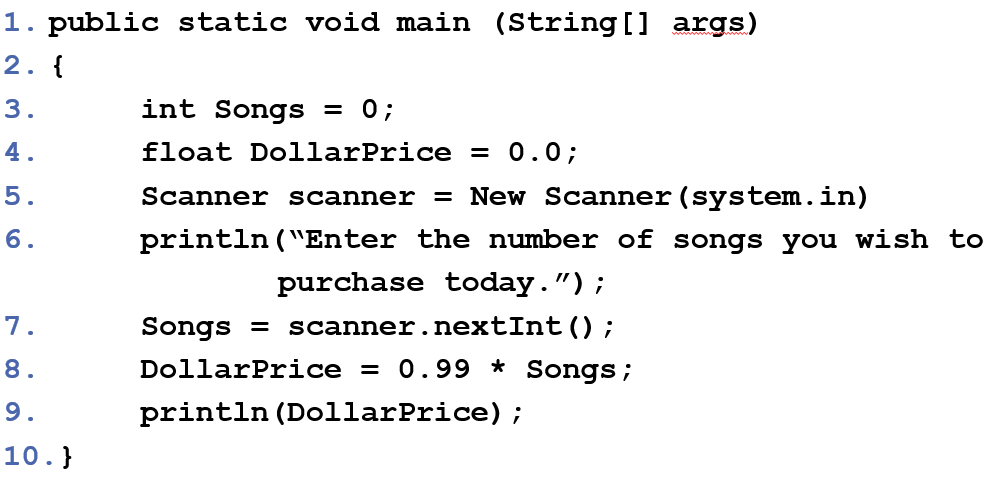 1. public static void main (String[] args)
2. {
3. int Songs = 0;
4. float DollarPrice = 0.0;
5. Scanner scanner = New Scanner(system.in)
6. println(“Enter the number of songs you wish to
purchase today.”);
7. Songs = scanner.nextInt();
8. DollarPrice = 0.99 * Songs;
9. println(DollarPrice);
10. }